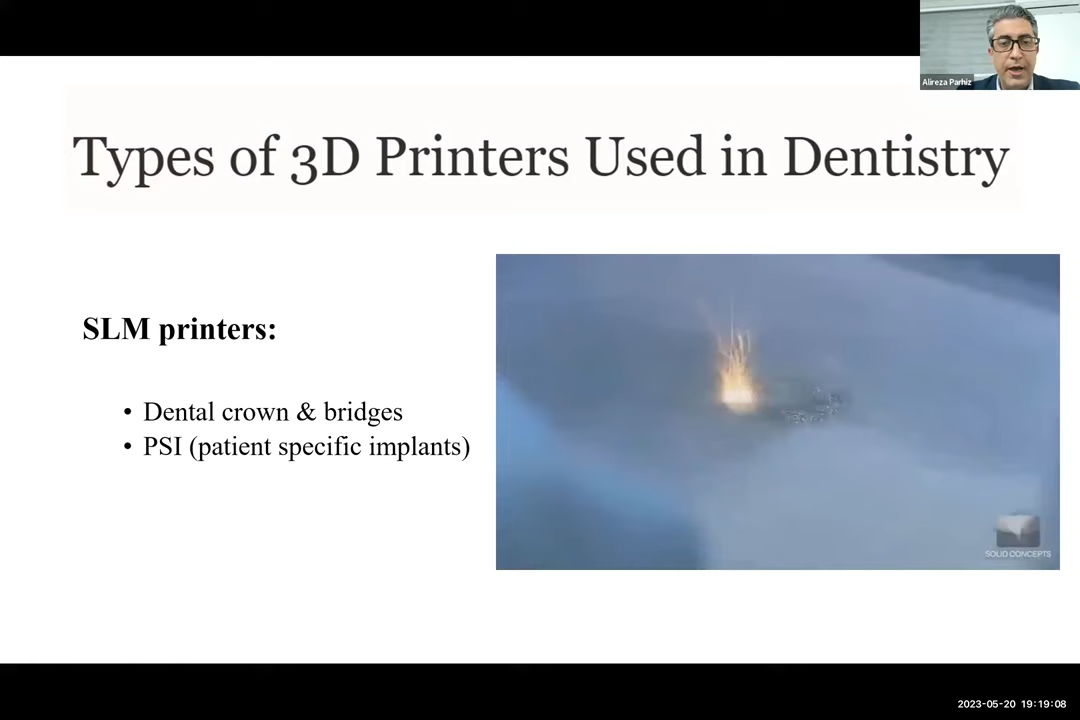 Alireza Parhiz
Types of 3D Printers Used in Dentistry
SLM printers:
• Dental crown & bridges
• PSI (patient specific implants)
SOLID CONCEPTS
2023-05-20 19:19:08